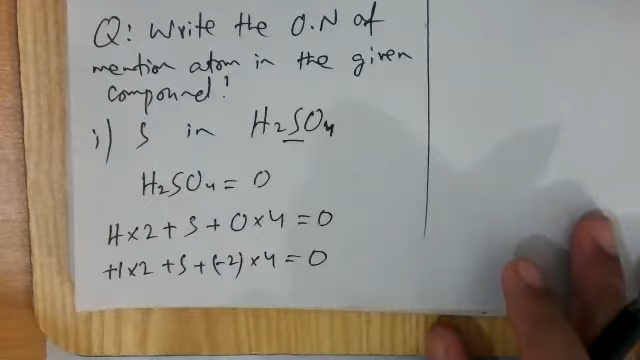 Q: Write the O.N of
mention atom in the given
compound!
i) S in H₂SO₄
H₂SO₄ = 0
H×2 + S + O×4 = 0
+1×2 + S + (-2)×4 = 0